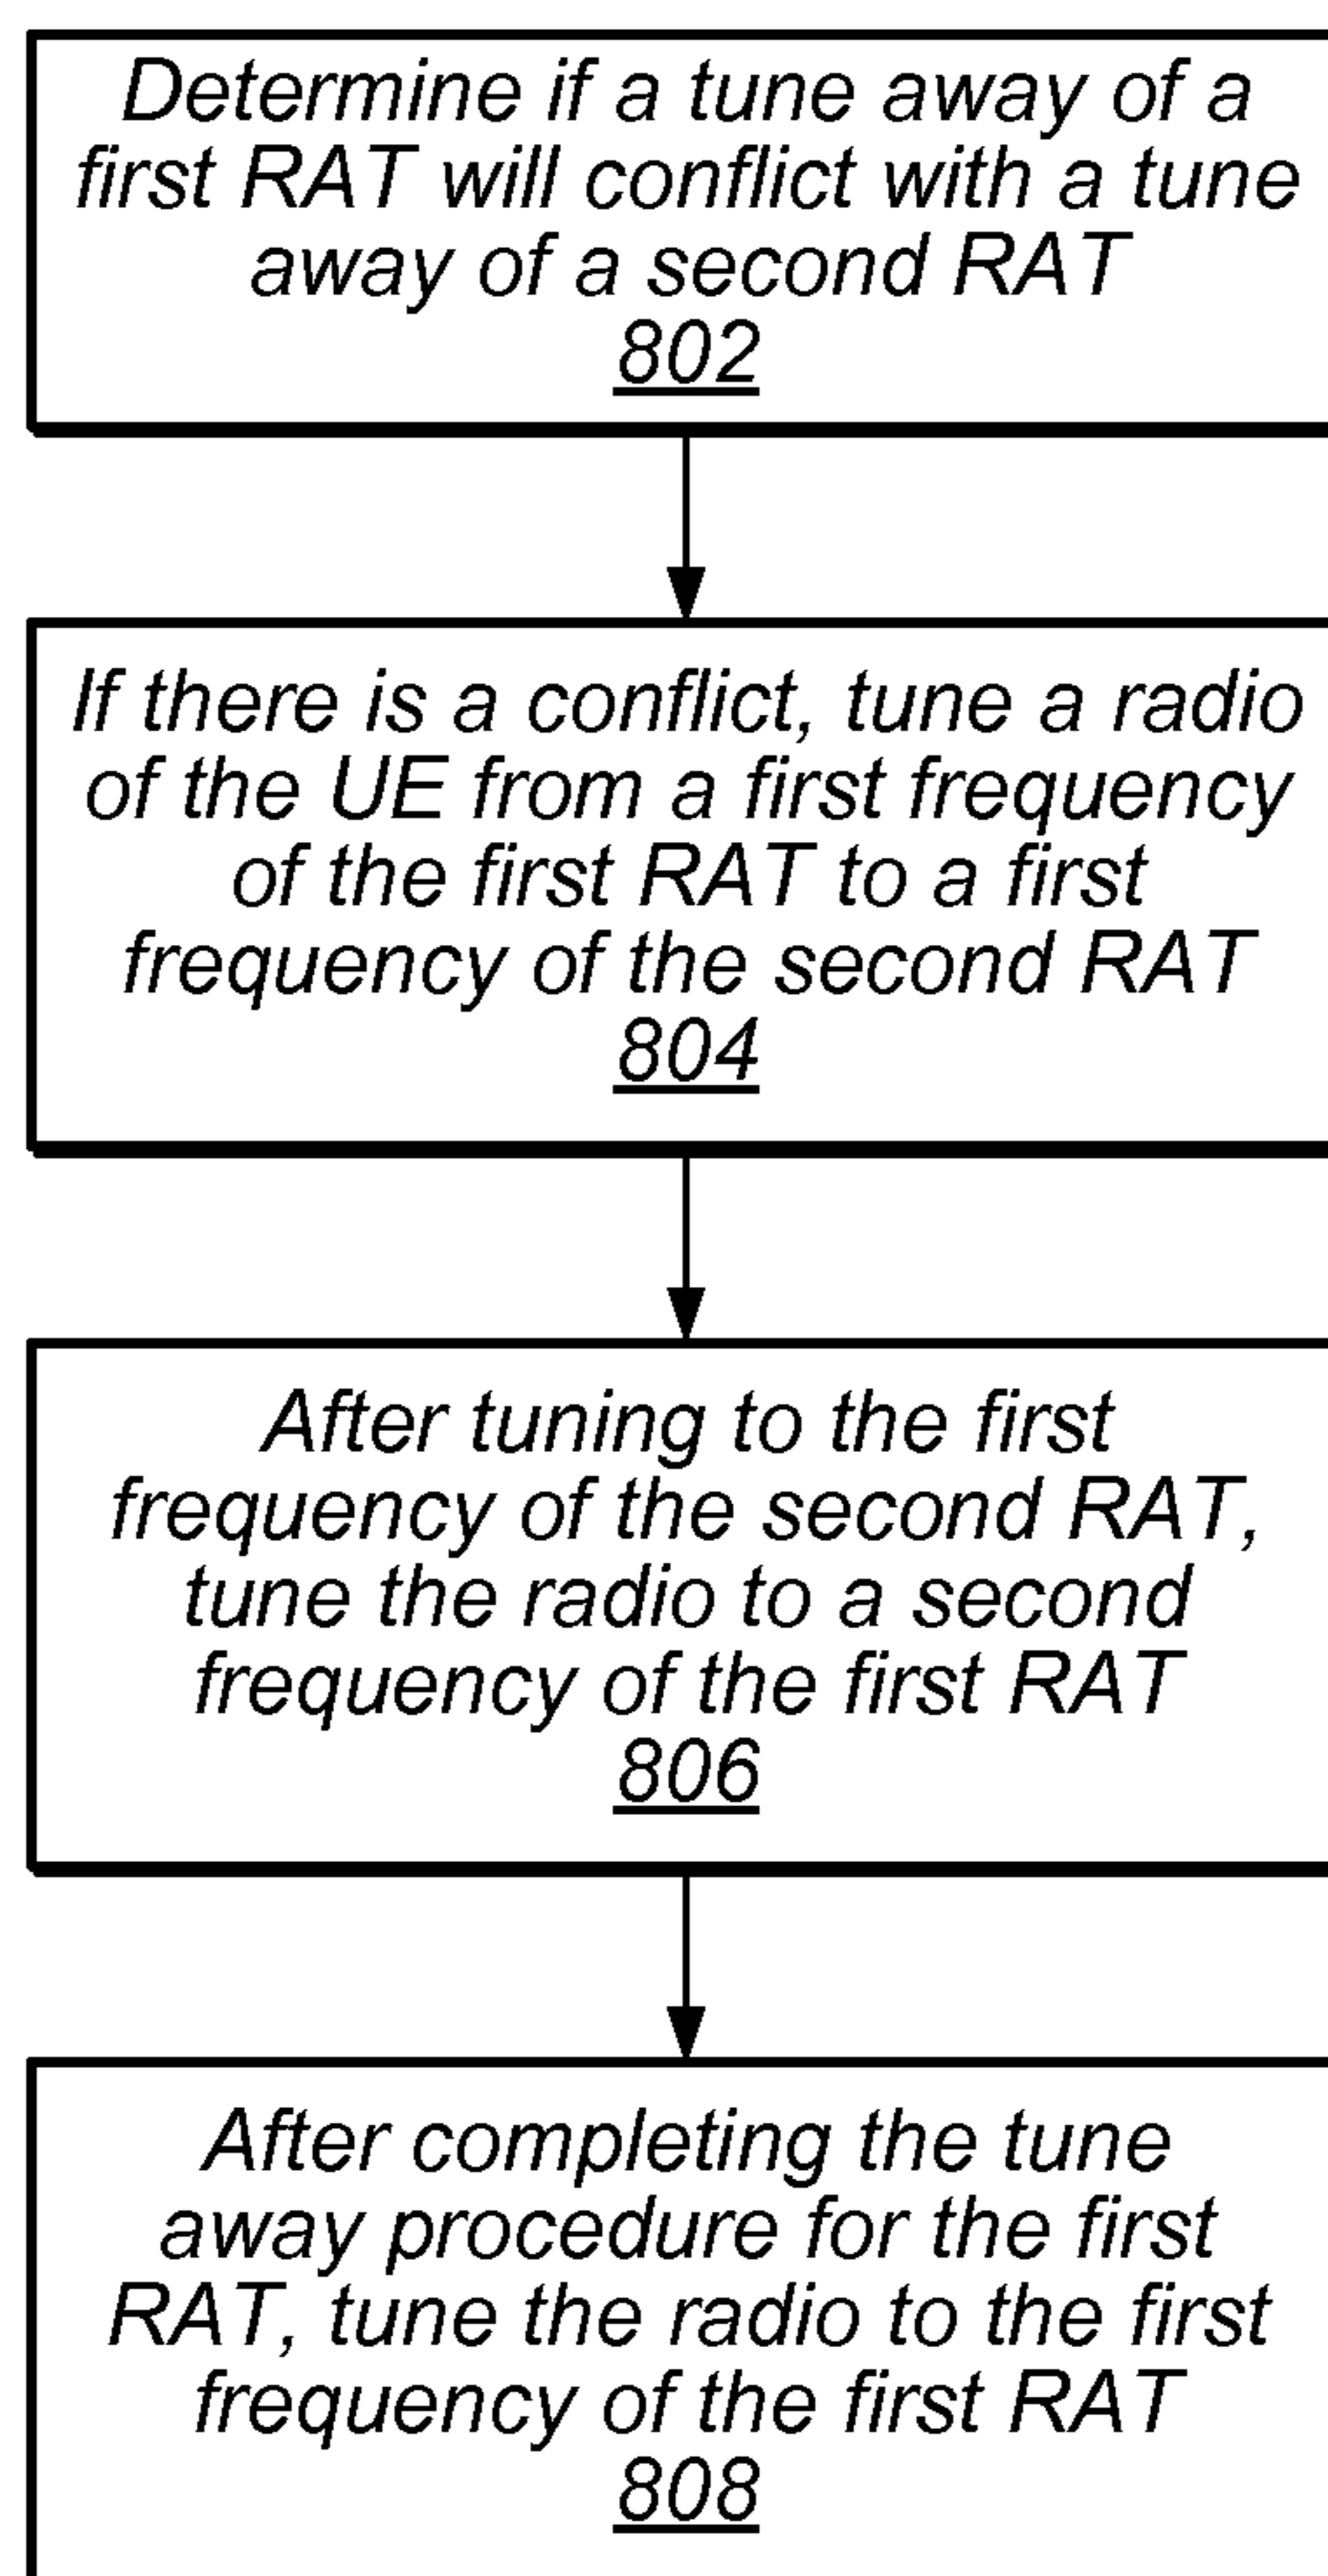 Determine if a tune away of a
first RAT will conflict with a tune
away of a second RAT
802
If there is a conflict, tune a radio
of the UE from a first frequency
of the first RAT to a first
frequency of the second RAT
804
After tuning to the first
frequency of the second RAT,
tune the radio to a second
frequency of the first RAT
806
After completing the tune
away procedure for the first
RAT, tune the radio to the first
frequency of the first RAT
808